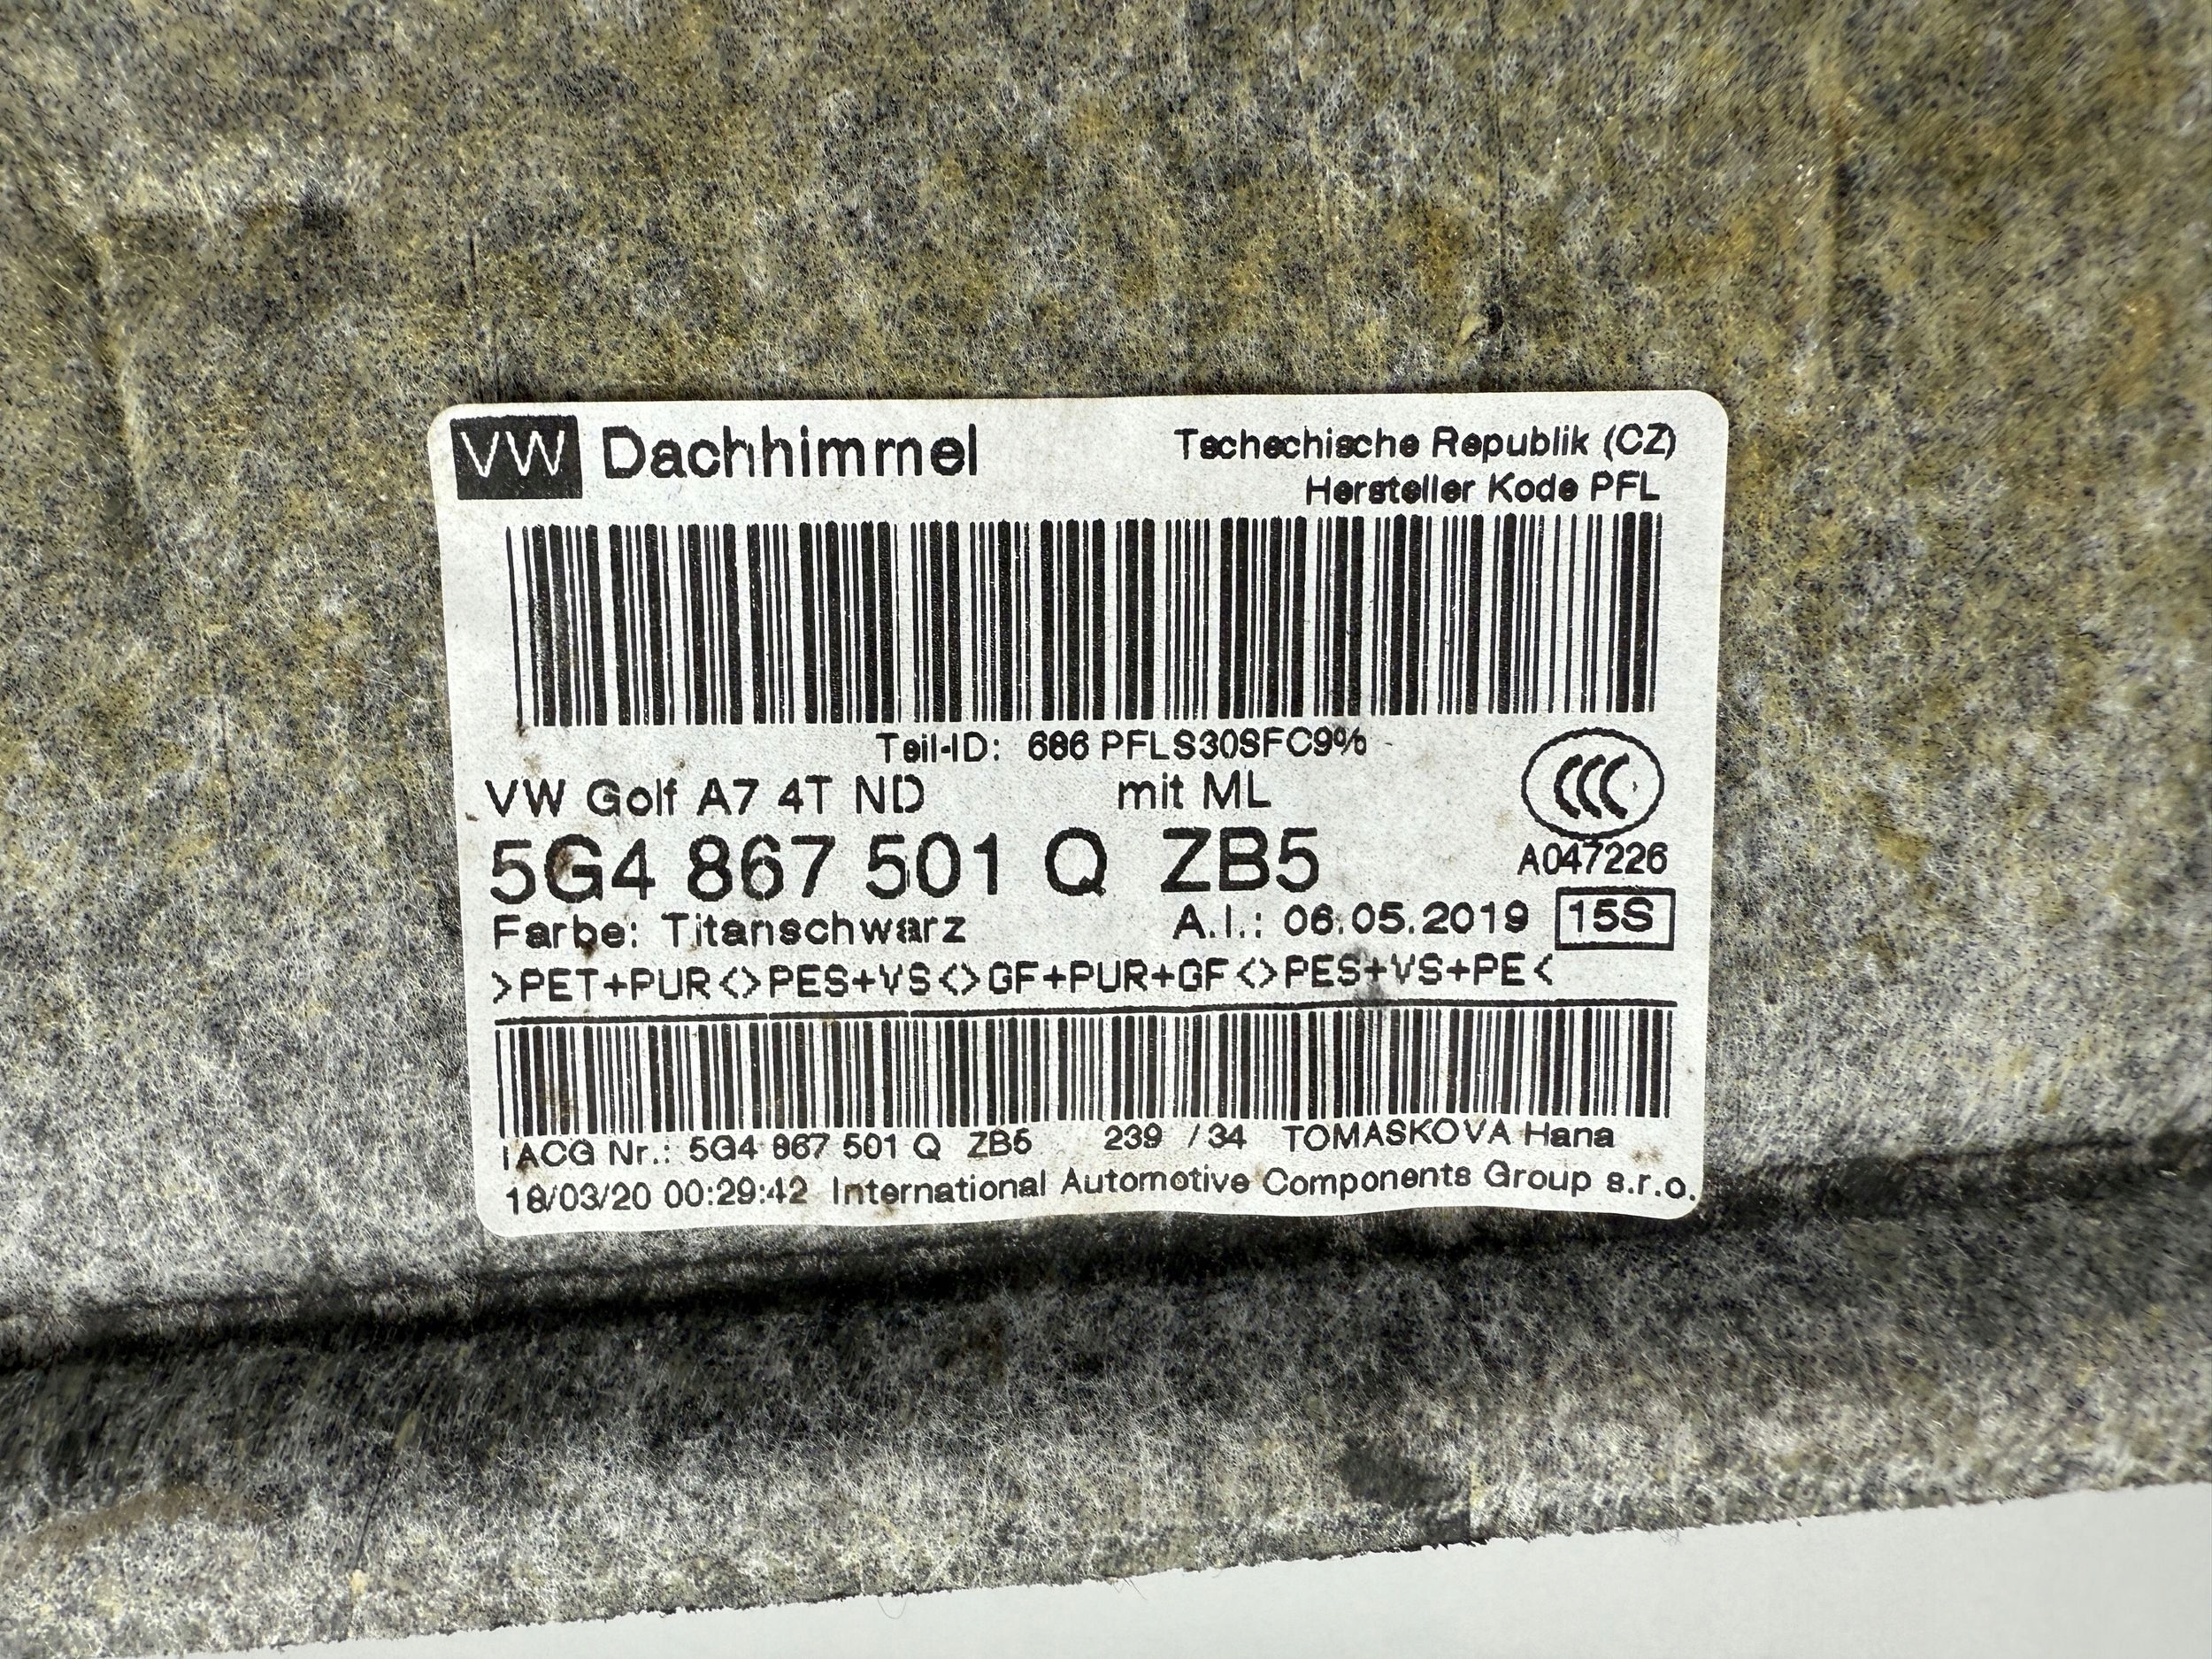 VW Dachhimmel
Tschechische Republik (CZ)
Hersteller Kode PFL
Teil-ID: 686 PFLS30SFC9%
VW Golf A7 4T ND mit ML
CCC
5G4 867 501 Q ZB5
A047226
Farbe: Titanschwarz A.I.: 06.05.2019 15S
>PET+PUR<>PES+VS<>GF+PUR+GF<>PES+VS+PE<
IACG Nr.: 5G4 867 501 Q ZB5 239 /34 TOMASKOVA Hana
18/03/20 00:29:42 International Automotive Components Group s.r.o.